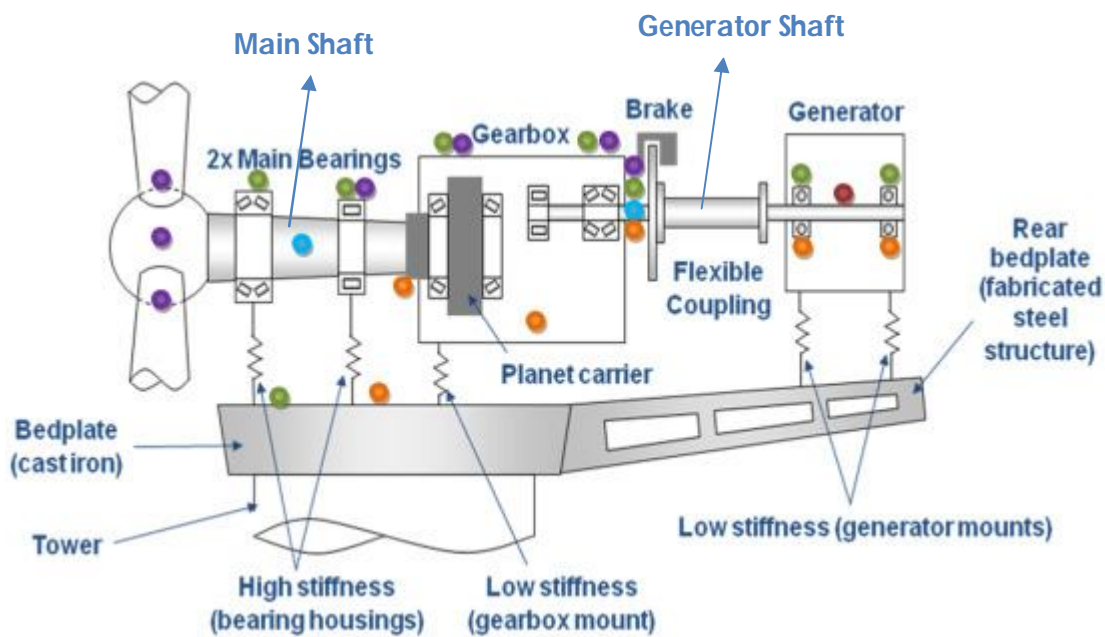 Main Shaft
Generator Shaft
Brake
Generator
Gearbox
2x Main Bearings
Rear
bedplate
(fabricated
steel
structure)
Flexible
Coupling
Planet carrier
Bedplate
(cast iron)
Low stiffness (generator mounts)
Tower
High stiffness
(bearing housings)
Low stiffness
(gearbox mount)